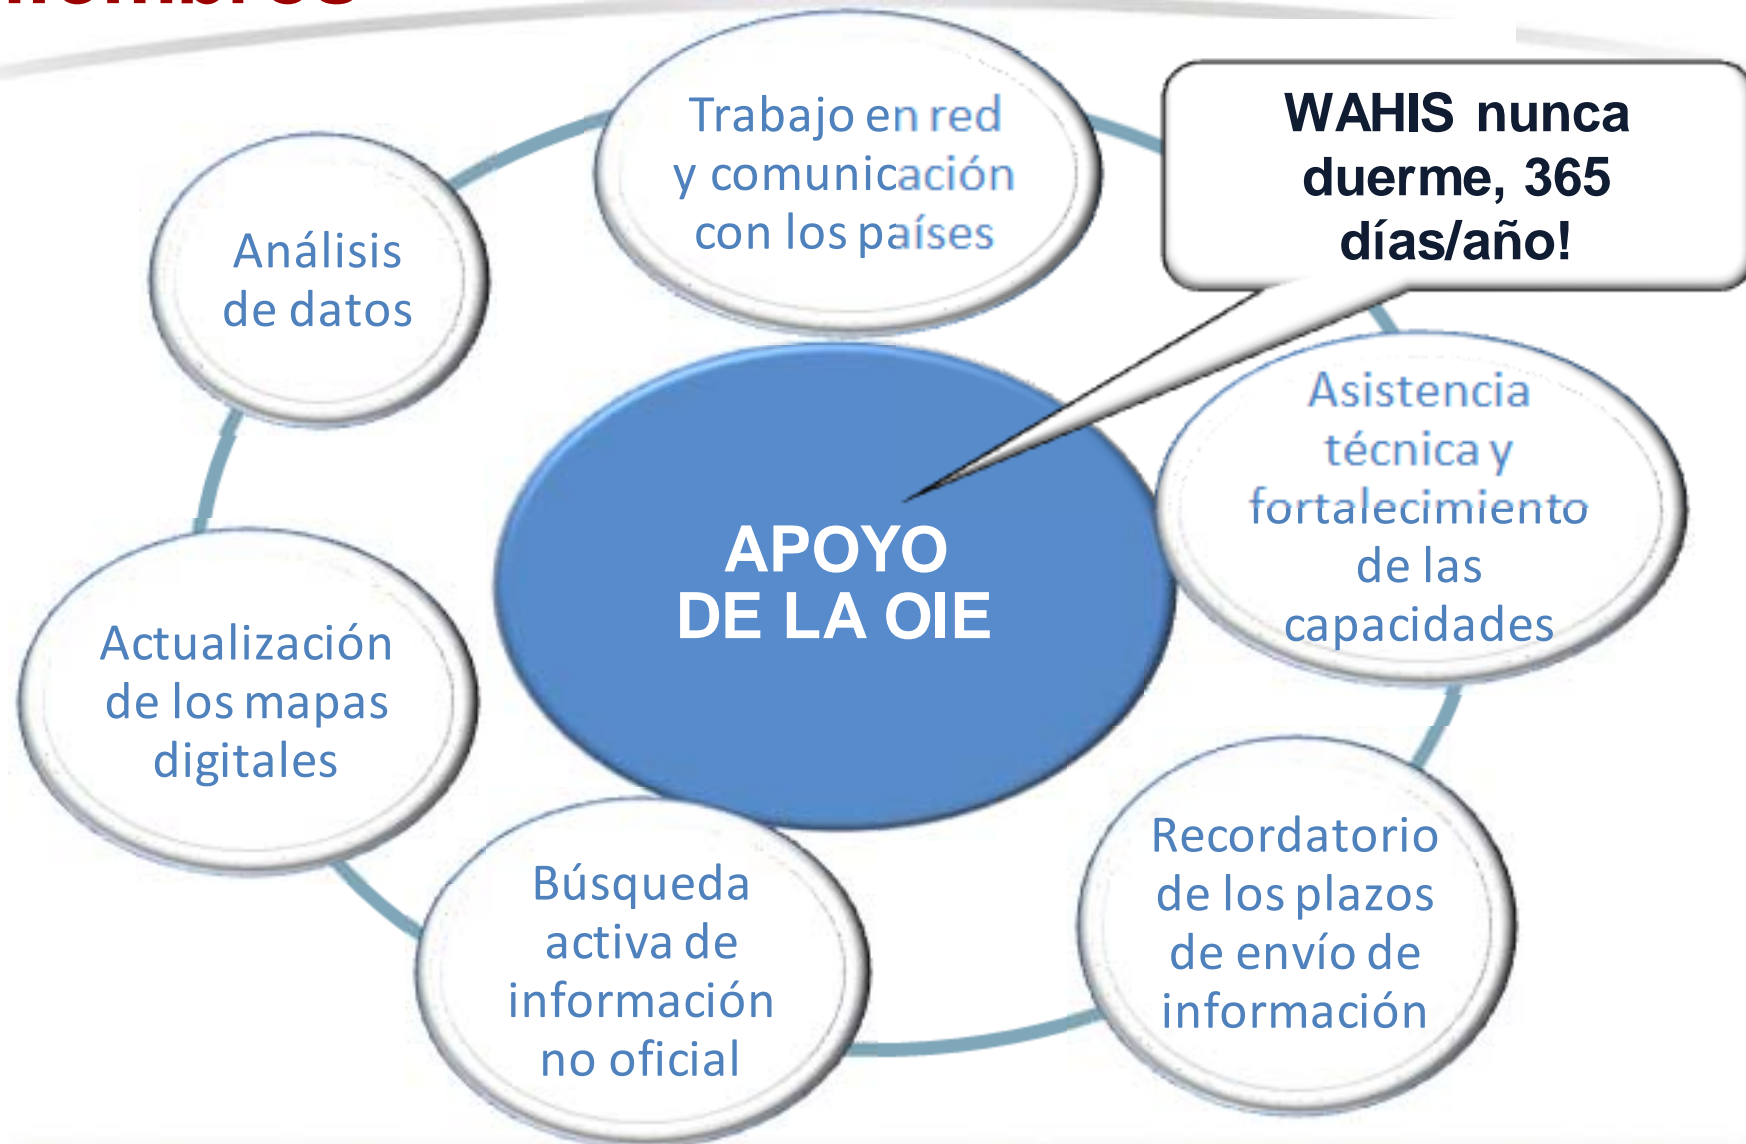 Trabajo en red
y comunicación
con los países
WAHIS nunca
duerme, 365
días/año!
Análisis
de datos
Asistencia
técnica y
fortalecimiento
de las
capacidades
APOYO
DE LA OIE
Actualización
de los mapas
digitales
Recordatorio
de los plazos
de envío de
información
Búsqueda
activa de
información
no oficial